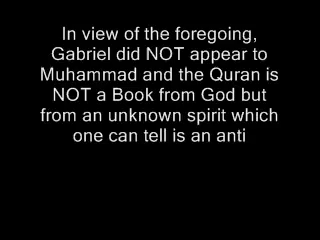 In view of the foregoing,
Gabriel did NOT appear to
Muhammad and the Quran is
NOT a Book from God but
from an unknown spirit which
one can tell is an anti